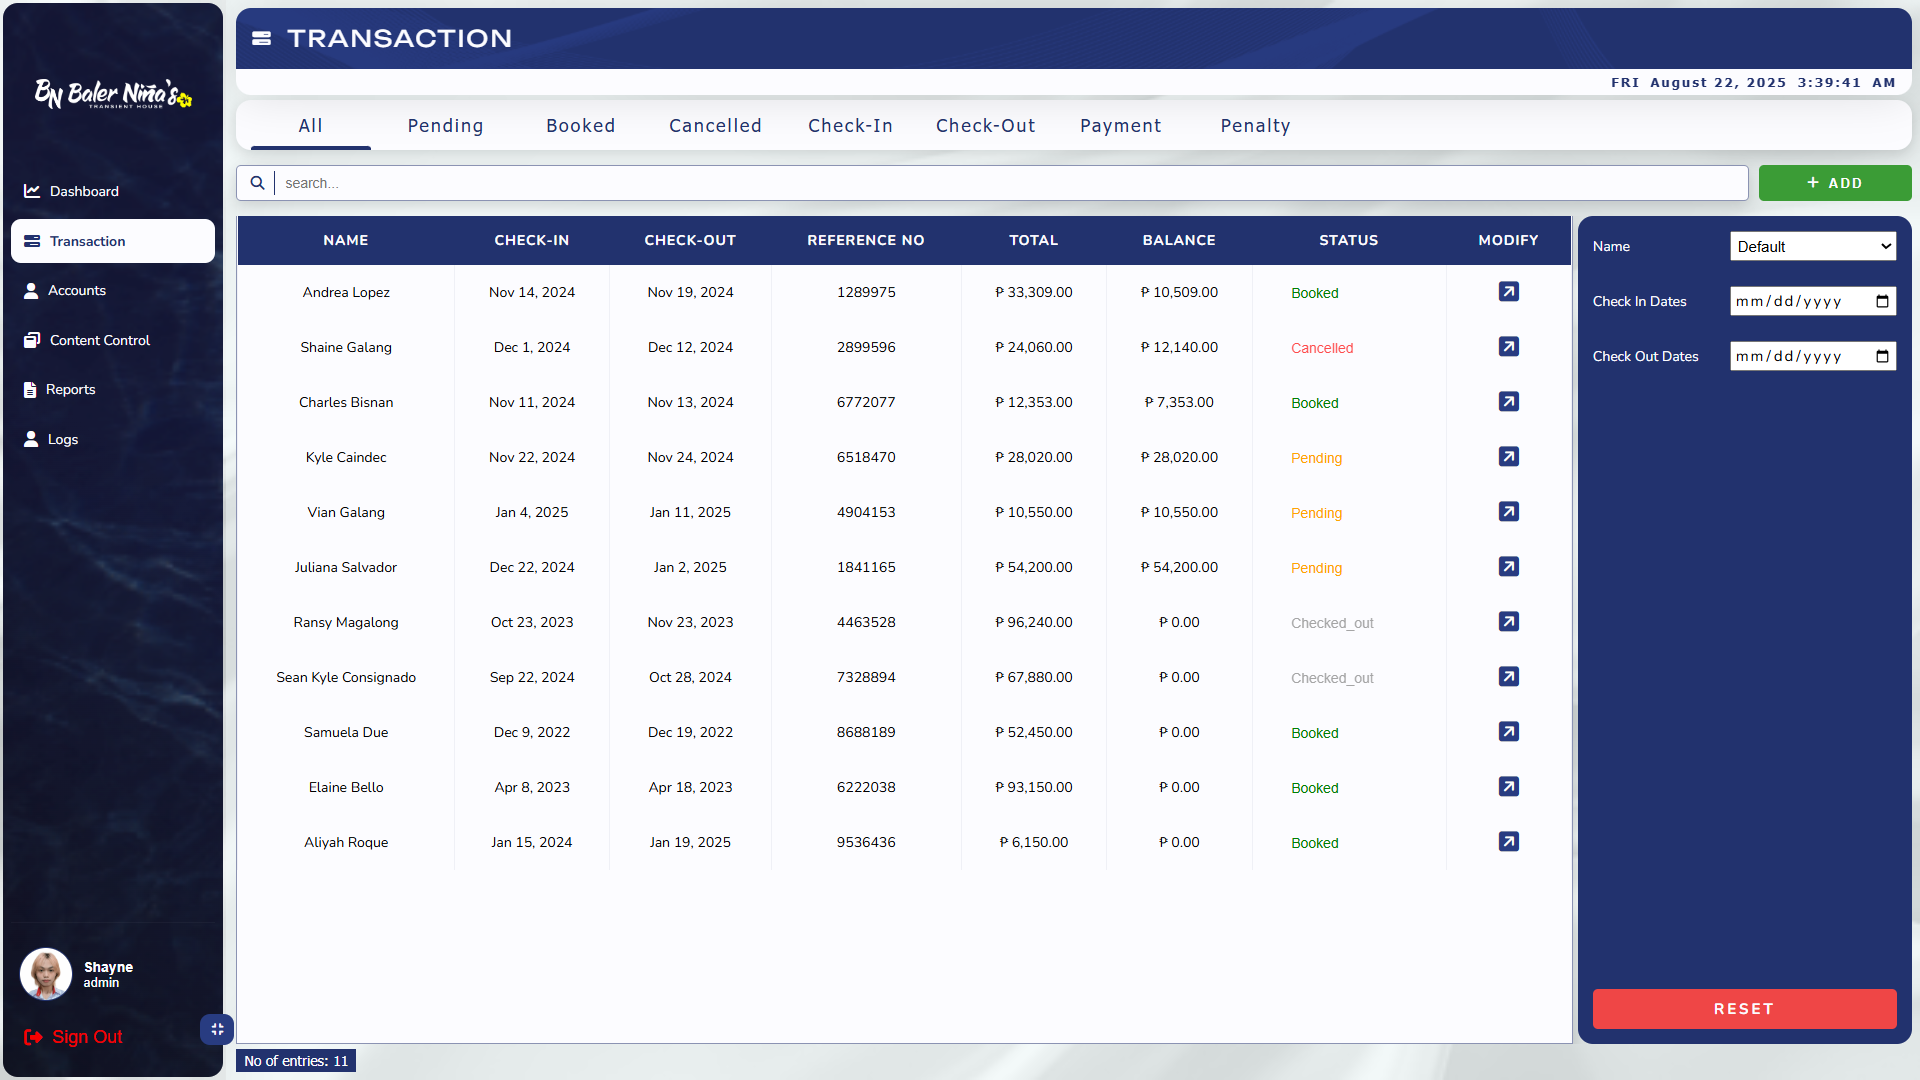 BN Baler Niña's
TRANSIENT HOUSE
Dashboard
Transaction
Accounts
Content Control
Reports
Logs
Shayne
admin
Sign Out
TRANSACTION
FRI August 22, 2025 3:39:41 AM
All Pending Booked Cancelled Check-In Check-Out Payment Penalty
search...
+ ADD
NAME CHECK-IN CHECK-OUT REFERENCE NO TOTAL BALANCE STATUS MODIFY
Andrea Lopez Nov 14, 2024 Nov 19, 2024 1289975 ₱ 33,309.00 ₱ 10,509.00 Booked
Shaine Galang Dec 1, 2024 Dec 12, 2024 2899596 ₱ 24,060.00 ₱ 12,140.00 Cancelled
Charles Bisnan Nov 11, 2024 Nov 13, 2024 6772077 ₱ 12,353.00 ₱ 7,353.00 Booked
Kyle Caindec Nov 22, 2024 Nov 24, 2024 6518470 ₱ 28,020.00 ₱ 28,020.00 Pending
Vian Galang Jan 4, 2025 Jan 11, 2025 4904153 ₱ 10,550.00 ₱ 10,550.00 Pending
Juliana Salvador Dec 22, 2024 Jan 2, 2025 1841165 ₱ 54,200.00 ₱ 54,200.00 Pending
Ransy Magalong Oct 23, 2023 Nov 23, 2023 4463528 ₱ 96,240.00 ₱ 0.00 Checked_out
Sean Kyle Consignado Sep 22, 2024 Oct 28, 2024 7328894 ₱ 67,880.00 ₱ 0.00 Checked_out
Samuela Due Dec 9, 2022 Dec 19, 2022 8688189 ₱ 52,450.00 ₱ 0.00 Booked
Elaine Bello Apr 8, 2023 Apr 18, 2023 6222038 ₱ 93,150.00 ₱ 0.00 Booked
Aliyah Roque Jan 15, 2024 Jan 19, 2025 9536436 ₱ 6,150.00 ₱ 0.00 Booked
No of entries: 11
Name Default
Check In Dates mm/dd/yyyy
Check Out Dates mm/dd/yyyy
RESET